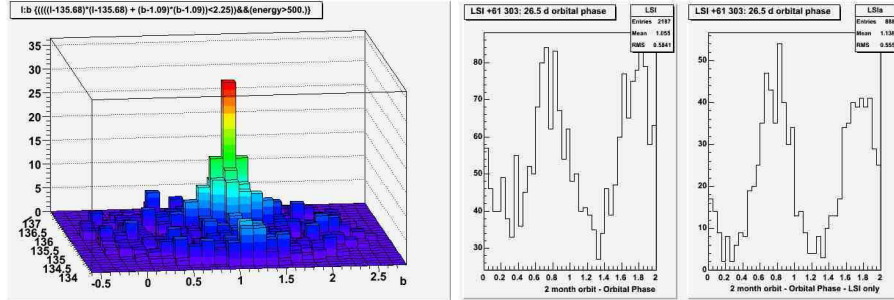 l:b {((((l-135.68)*(l-135.68) + (b-1.09)*(b-1.09))<2.25))&&(energy>500.)}
35
30
25
20
15
10
5
0
137
136.5
136
135.5
135
134.5
134
-0.5
0
0.5
1
1.5
2
2.5
b
LSI +61 303: 26.5 d orbital phase
LSI
Entries 2187
Mean 1.055
RMS 0.5841
80
70
60
50
40
30
0 0.2 0.4 0.6 0.8 1 1.2 1.4 1.6 1.8 2
2 month orbit - Orbital Phase
LSI +61 303: 26.5 d orbital phase
LSIa
Entries 888
Mean 1.138
RMS 0.555
50
40
30
20
10
0
0 0.2 0.4 0.6 0.8 1 1.2 1.4 1.6 1.8 2
2 month orbit - Orbital Phase - LSI only